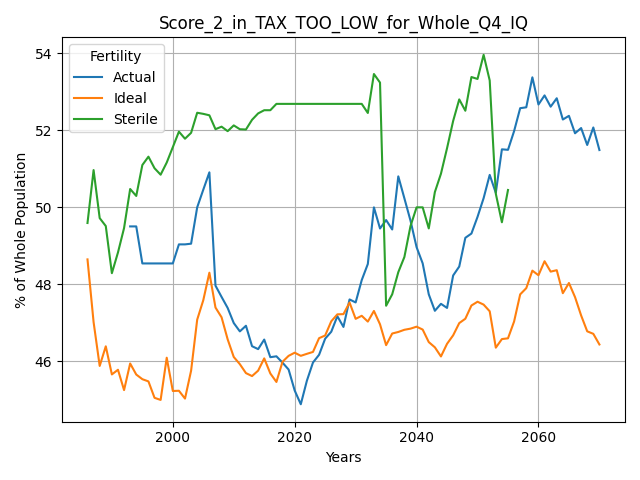 Score_2_in_TAX_TOO_LOW_for_Whole_Q4_IQ
Fertility
Actual
Ideal
Sterile
% of Whole Population
54
52
50
48
46
2000
2020
2040
2060
Years